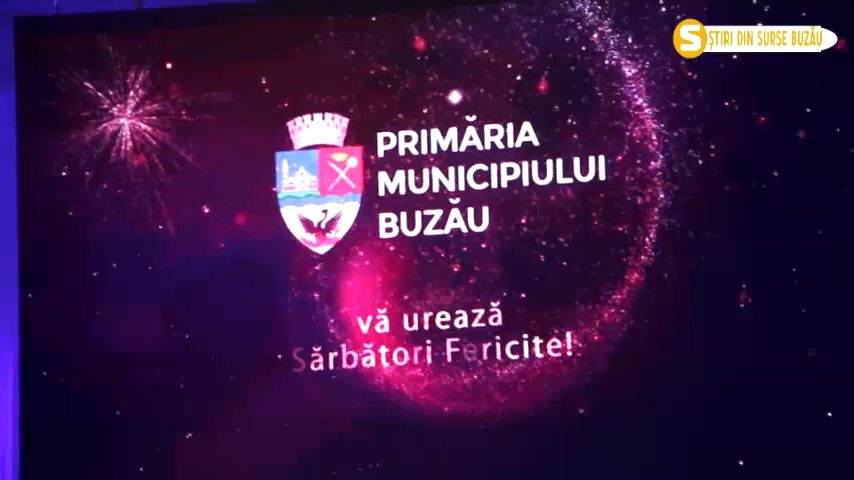 S ȘTIRI DIN SURSE BUZĂU
PRIMĂRIA
MUNICIPIULUI
BUZĂU
vă urează
Sărbători Fericite!